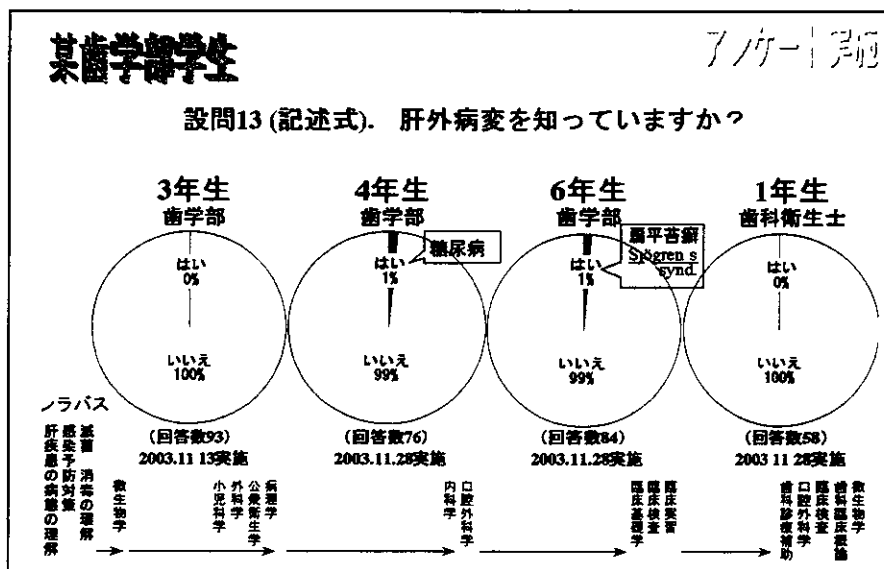 某歯学部学生
アンケート実施
設問13 (記述式). 肝外病変を知っていますか?
3年生
歯学部
はい
0%
いいえ
100%
(回答数93)
2003.11 13実施
4年生
歯学部
糖尿病
はい
1%
いいえ
99%
(回答数76)
2003.11.28実施
6年生
歯学部
扁平苔癬
Sjögren s
synd.
はい
1%
いいえ
99%
(回答数84)
2003.11.28実施
1年生
歯科衛生士
はい
0%
いいえ
100%
(回答数58)
2003 11 28実施
シラバス
滅菌 消毒の理解
感染予防対策
肝疾患の病態の理解
微生物学
病理学
公衆衛生学
外科学
小児科学
口腔外科学
内科学
臨床実習
臨床検査
臨床基礎学
微生物学
歯科臨床概論
臨床検査
口腔外科学
歯科診療補助